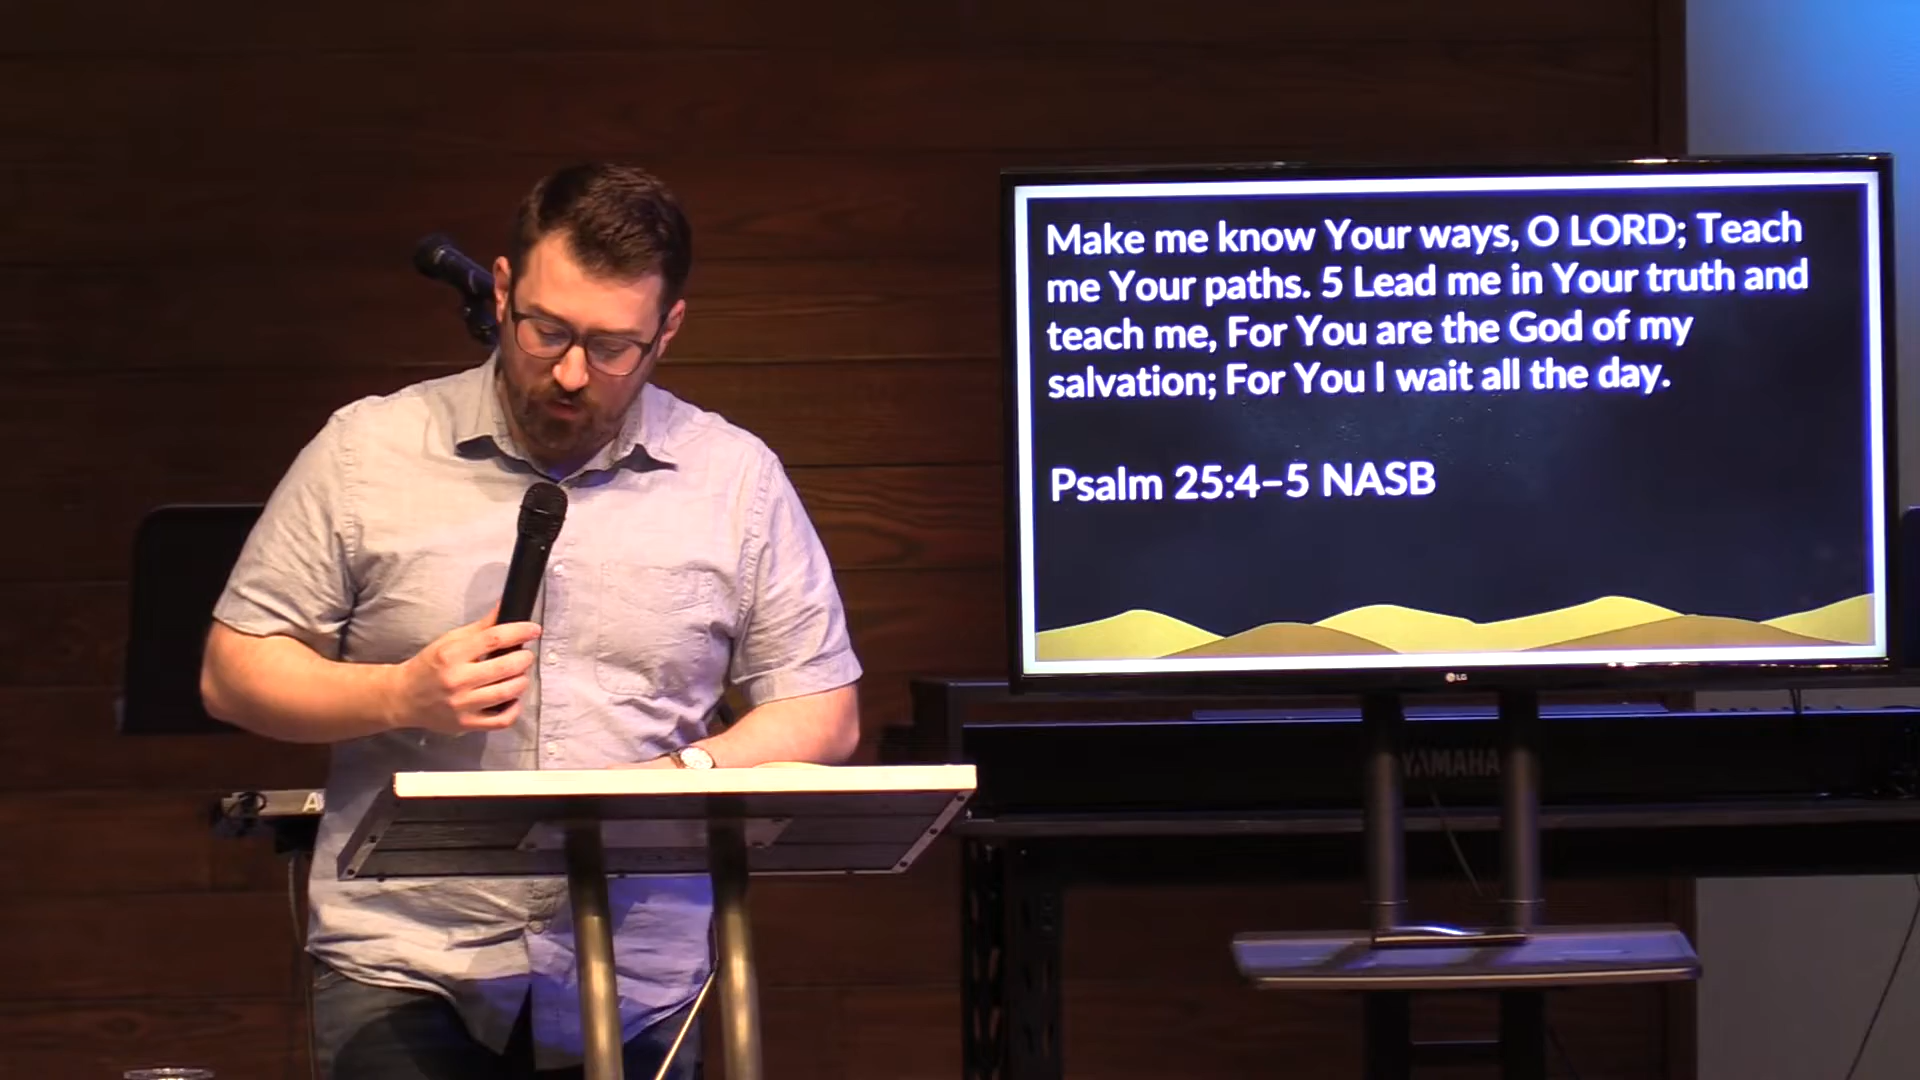 Make me know Your ways, O LORD; Teach
me Your paths. 5 Lead me in Your truth and
teach me, For You are the God of my
salvation; For You I wait all the day.
Psalm 25:4–5 NASB
LG
YAMAHA